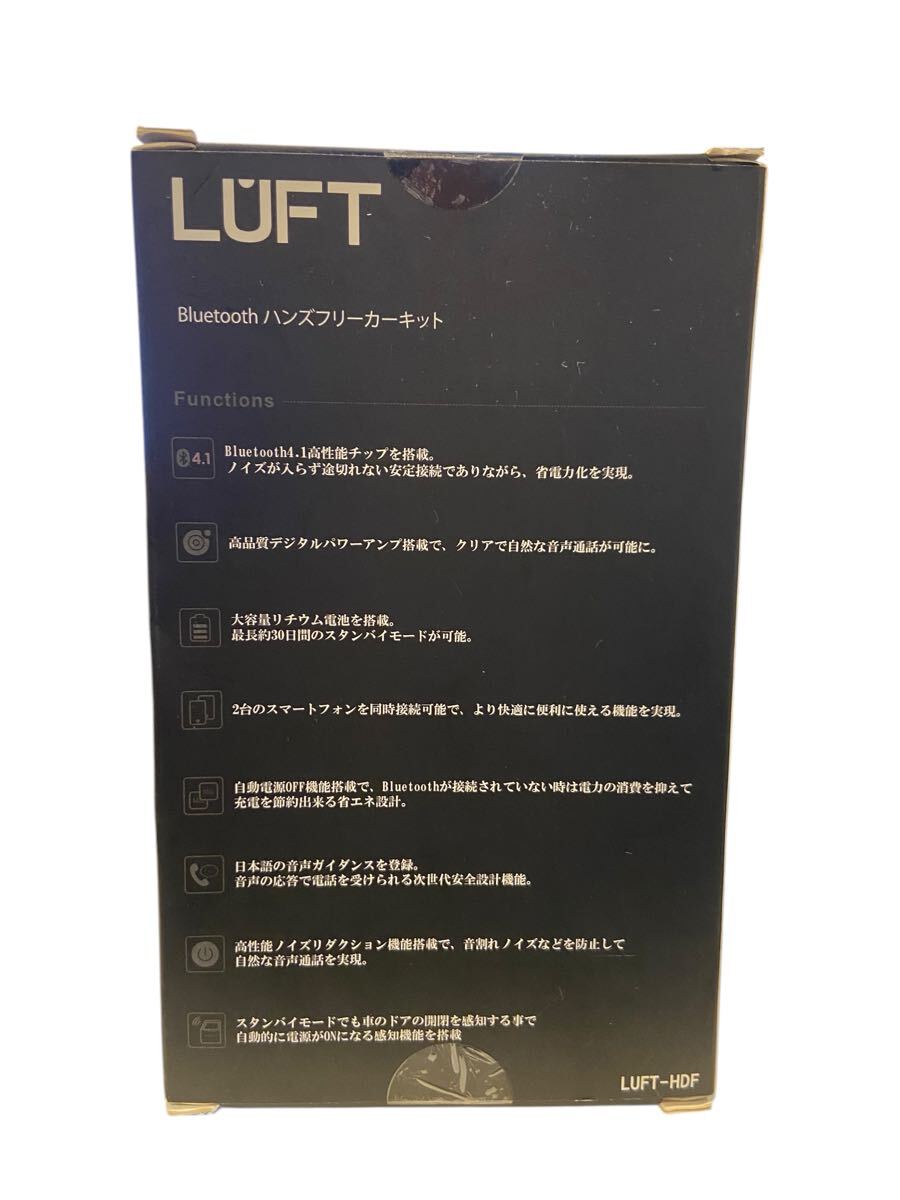 LUFT
Bluetooth ハンズフリーカーキット
Functions
4.1
Bluetooth4.1高性能チップを搭載。
ノイズが入らず途切れない安定接続でありながら、省電力化を実現。
高品質デジタルパワーアンプ搭載で、クリアで自然な音声通話が可能に。
大容量リチウム電池を搭載。
最長約30日間のスタンバイモードが可能。
2台のスマートフォンを同時接続可能で、より快適に便利に使える機能を実現。
自動電源OFF機能搭載で、Bluetoothが接続されていない時は電力の消費を抑えて
充電を節約出来る省エネ設計。
日本語の音声ガイダンスを登録。
音声の応答で電話を受けられる次世代安全設計機能。
高性能ノイズリダクション機能搭載で、音割れノイズなどを防止して
自然な音声通話を実現。
スタンバイモードでも車のドアの開閉を感知する事で
自動的に電源がONになる感知機能を搭載
LUFT-HDF